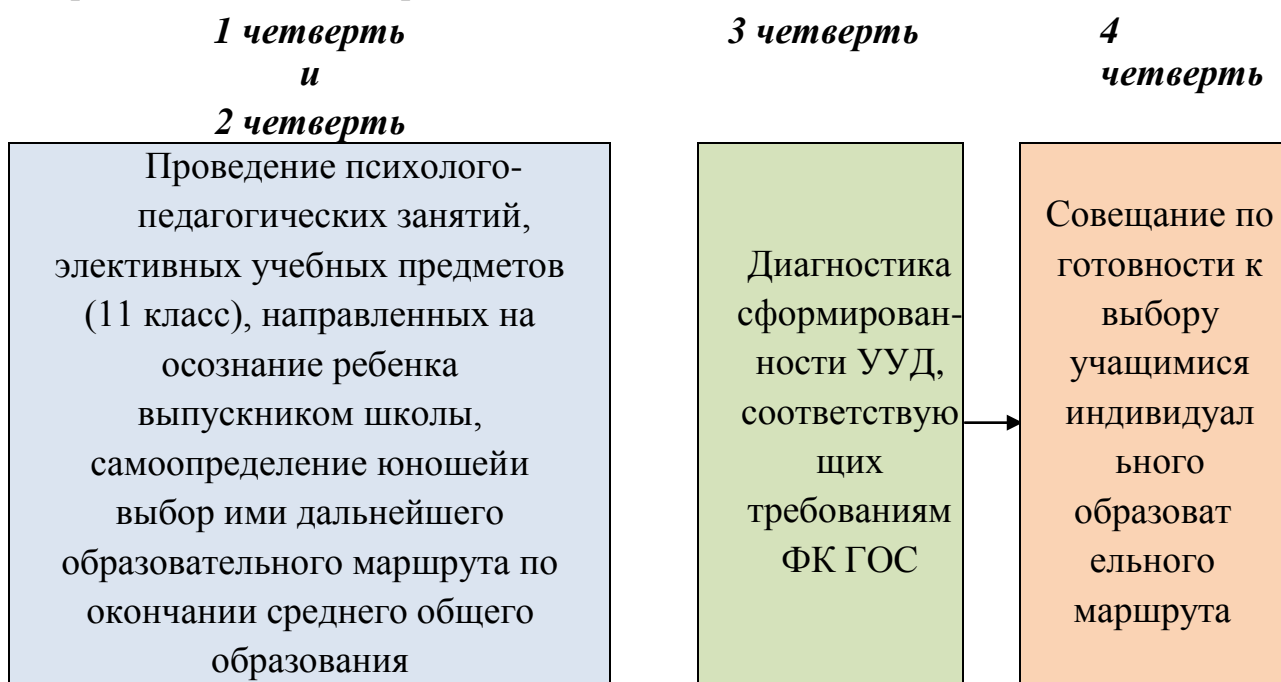 1 четверть
и
2 четверть
3 четверть
4
четверть
Проведение психолого-
педагогических занятий,
элективных учебных предметов
(11 класс), направленных на
осознание ребенка
выпускником школы,
самоопределение юношейи
выбор ими дальнейшего
образовательного маршрута по
окончании среднего общего
образования
Диагностика
сформирован-
ности УУД,
соответствую
щих
требованиям
ФК ГОС
Совещание по
готовности к
выбору
учащимися
индивидуал
ьного
образоват
ельного
маршрута